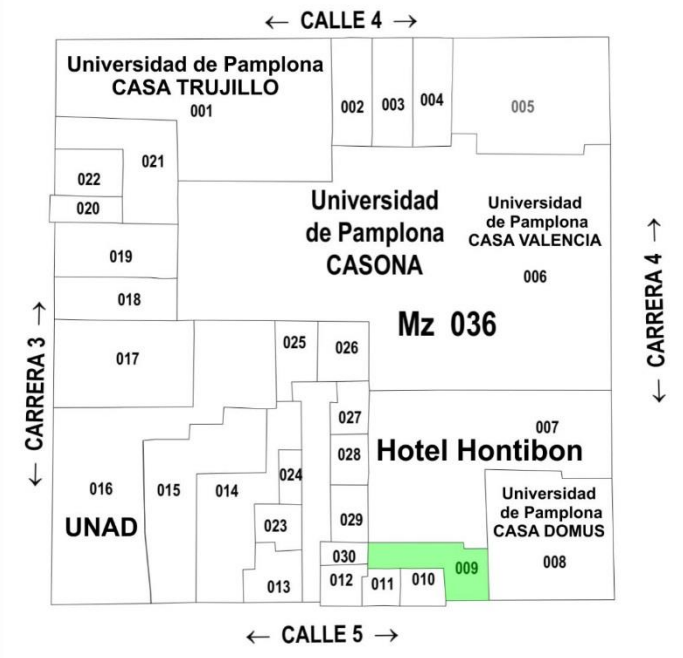 ← CALLE 4 →
Universidad de Pamplona
CASA TRUJILLO
001
002
003
004
005
021
022
020
Universidad
de Pamplona
CASONA
Universidad
de Pamplona
CASA VALENCIA
006
019
018
Mz 036
← CARRERA 3 →
← CARRERA 4 →
017
025
026
027
007
Hotel Hontibon
028
024
016
015
014
UNAD
023
029
Universidad
de Pamplona
CASA DOMUS
008
030
009
013
012
011
010
← CALLE 5 →